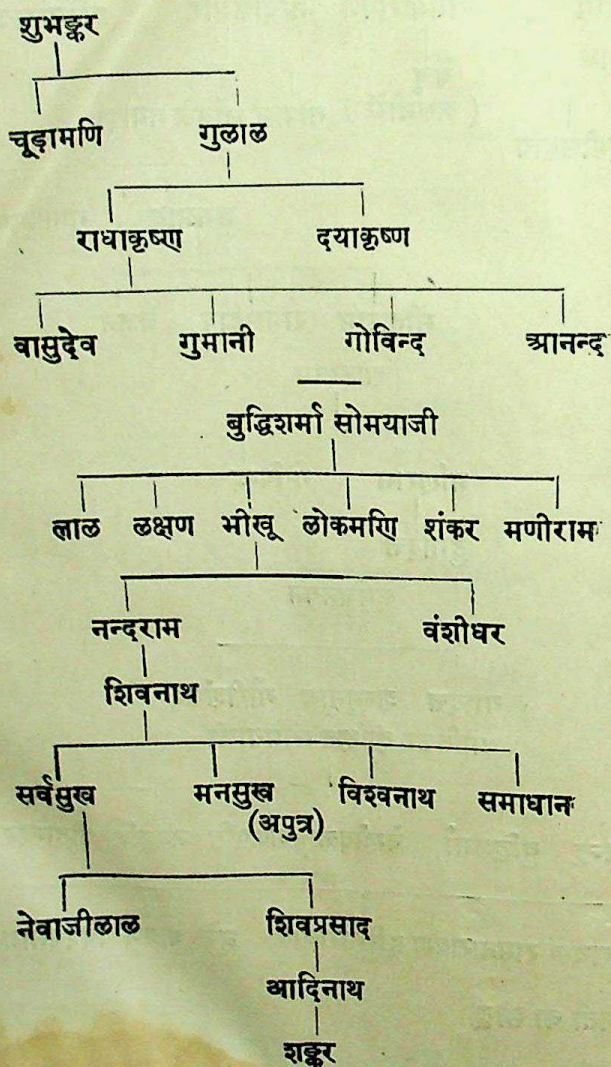 शुभङ्कर
चूड़ामणि गुलाल
राधाकृष्ण दयाकृष्ण
वासुदेव गुमानी गोविन्द आनन्द
बुद्धिशर्मा सोमयाजी
लाल लक्षण भीखू लोकमणि शंकर मणीराम
नन्दराम वंशीधर
शिवनाथ
सर्वसुख मनसुख विश्वनाथ समाधान
(अपुत्र)
नेवाजीलाल शिवप्रसाद
आदिनाथ
शङ्कर